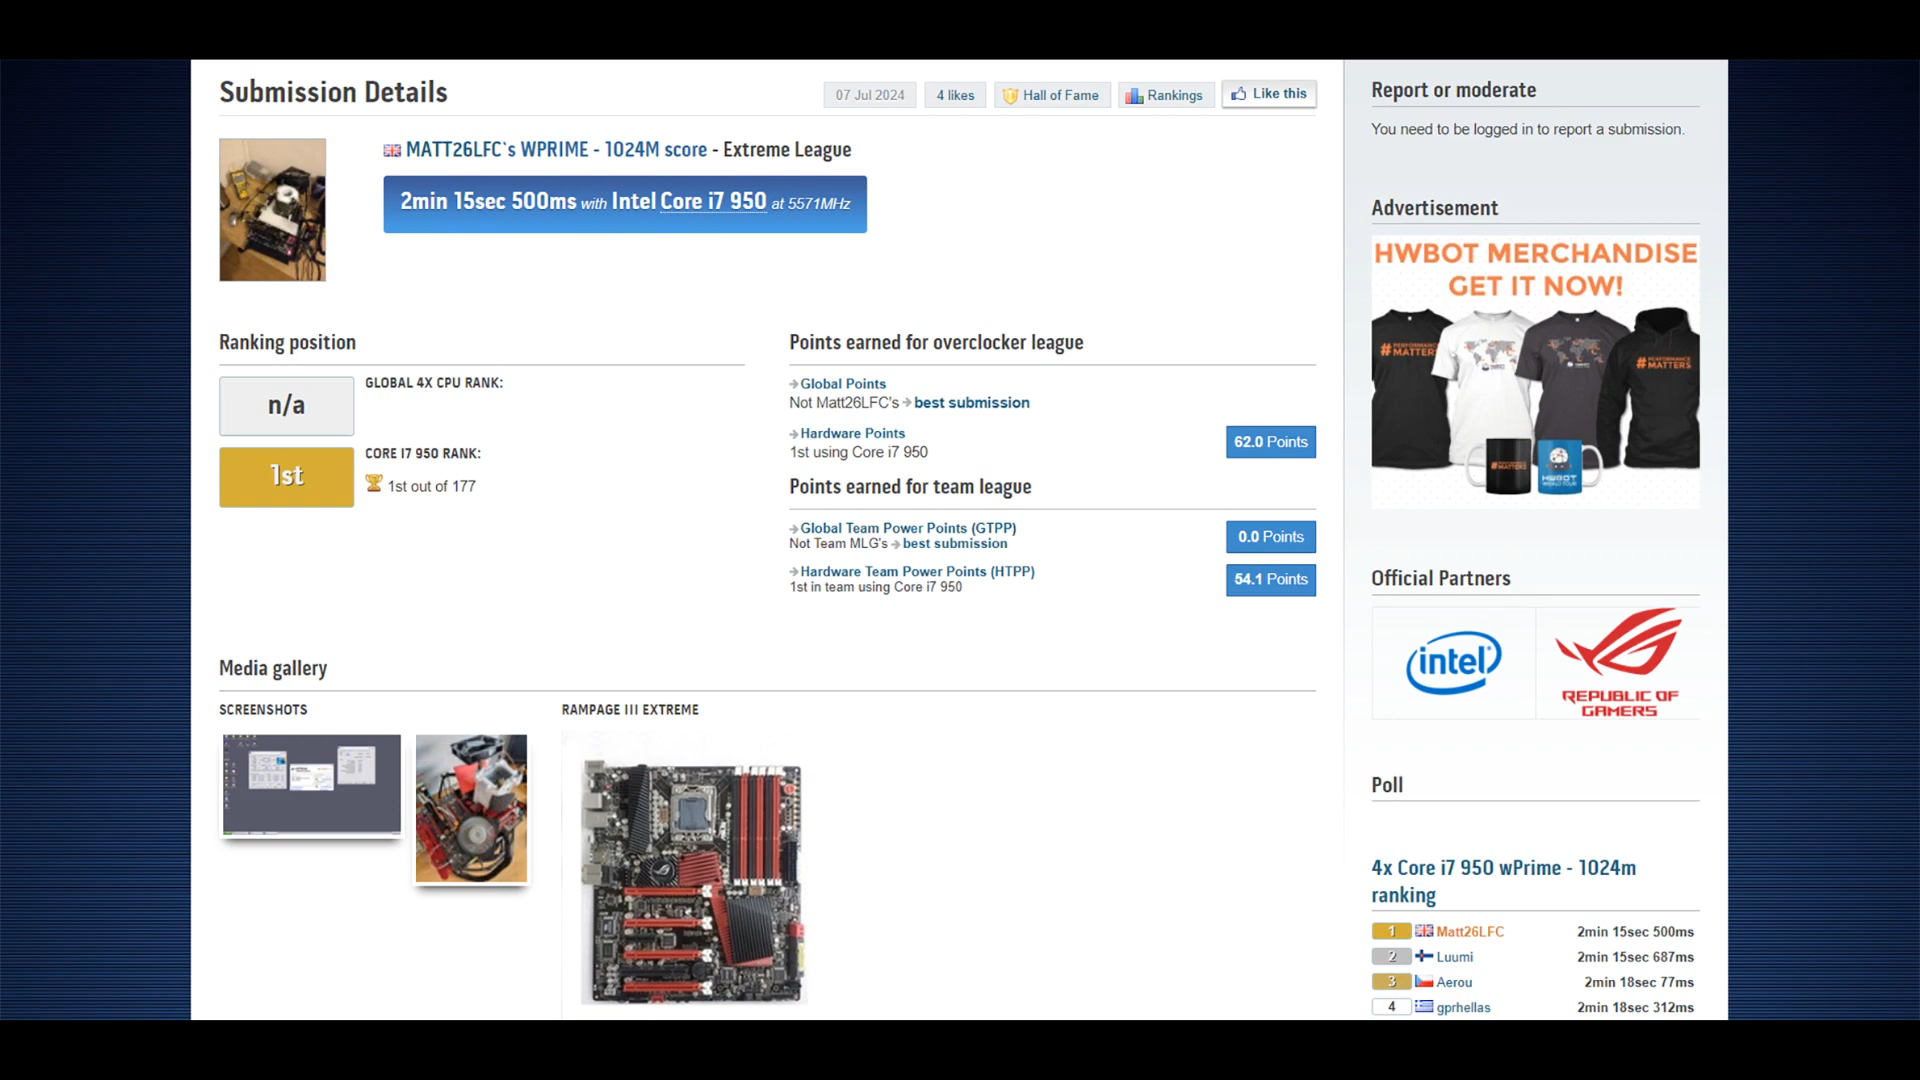 Submission Details
07 Jul 2024
4 likes
Hall of Fame
Rankings
Like this
MATT26LFC`s WPRIME - 1024M score - Extreme League
2min 15sec 500ms with Intel Core i7 950 at 5571MHz
Ranking position
n/a
GLOBAL 4X CPU RANK:
1st
CORE I7 950 RANK:
1st out of 177
Points earned for overclocker league
Global Points
Not Matt26LFC's best submission
Hardware Points
1st using Core i7 950
62.0 Points
Points earned for team league
Global Team Power Points (GTPP)
Not Team MLG's best submission
0.0 Points
Hardware Team Power Points (HTPP)
1st in team using Core i7 950
54.1 Points
Media gallery
SCREENSHOTS
RAMPAGE III EXTREME
Report or moderate
You need to be logged in to report a submission.
Advertisement
HWBOT MERCHANDISE
GET IT NOW!
#PERFORMANCE
MATTERS
#PERFORMANCE
MATTERS
Official Partners
intel
REPUBLIC OF
GAMERS
Poll
4x Core i7 950 wPrime - 1024m
ranking
1 Matt26LFC 2min 15sec 500ms
2 Luumi 2min 15sec 687ms
3 Aerou 2min 18sec 77ms
4 gprhellas 2min 18sec 312ms